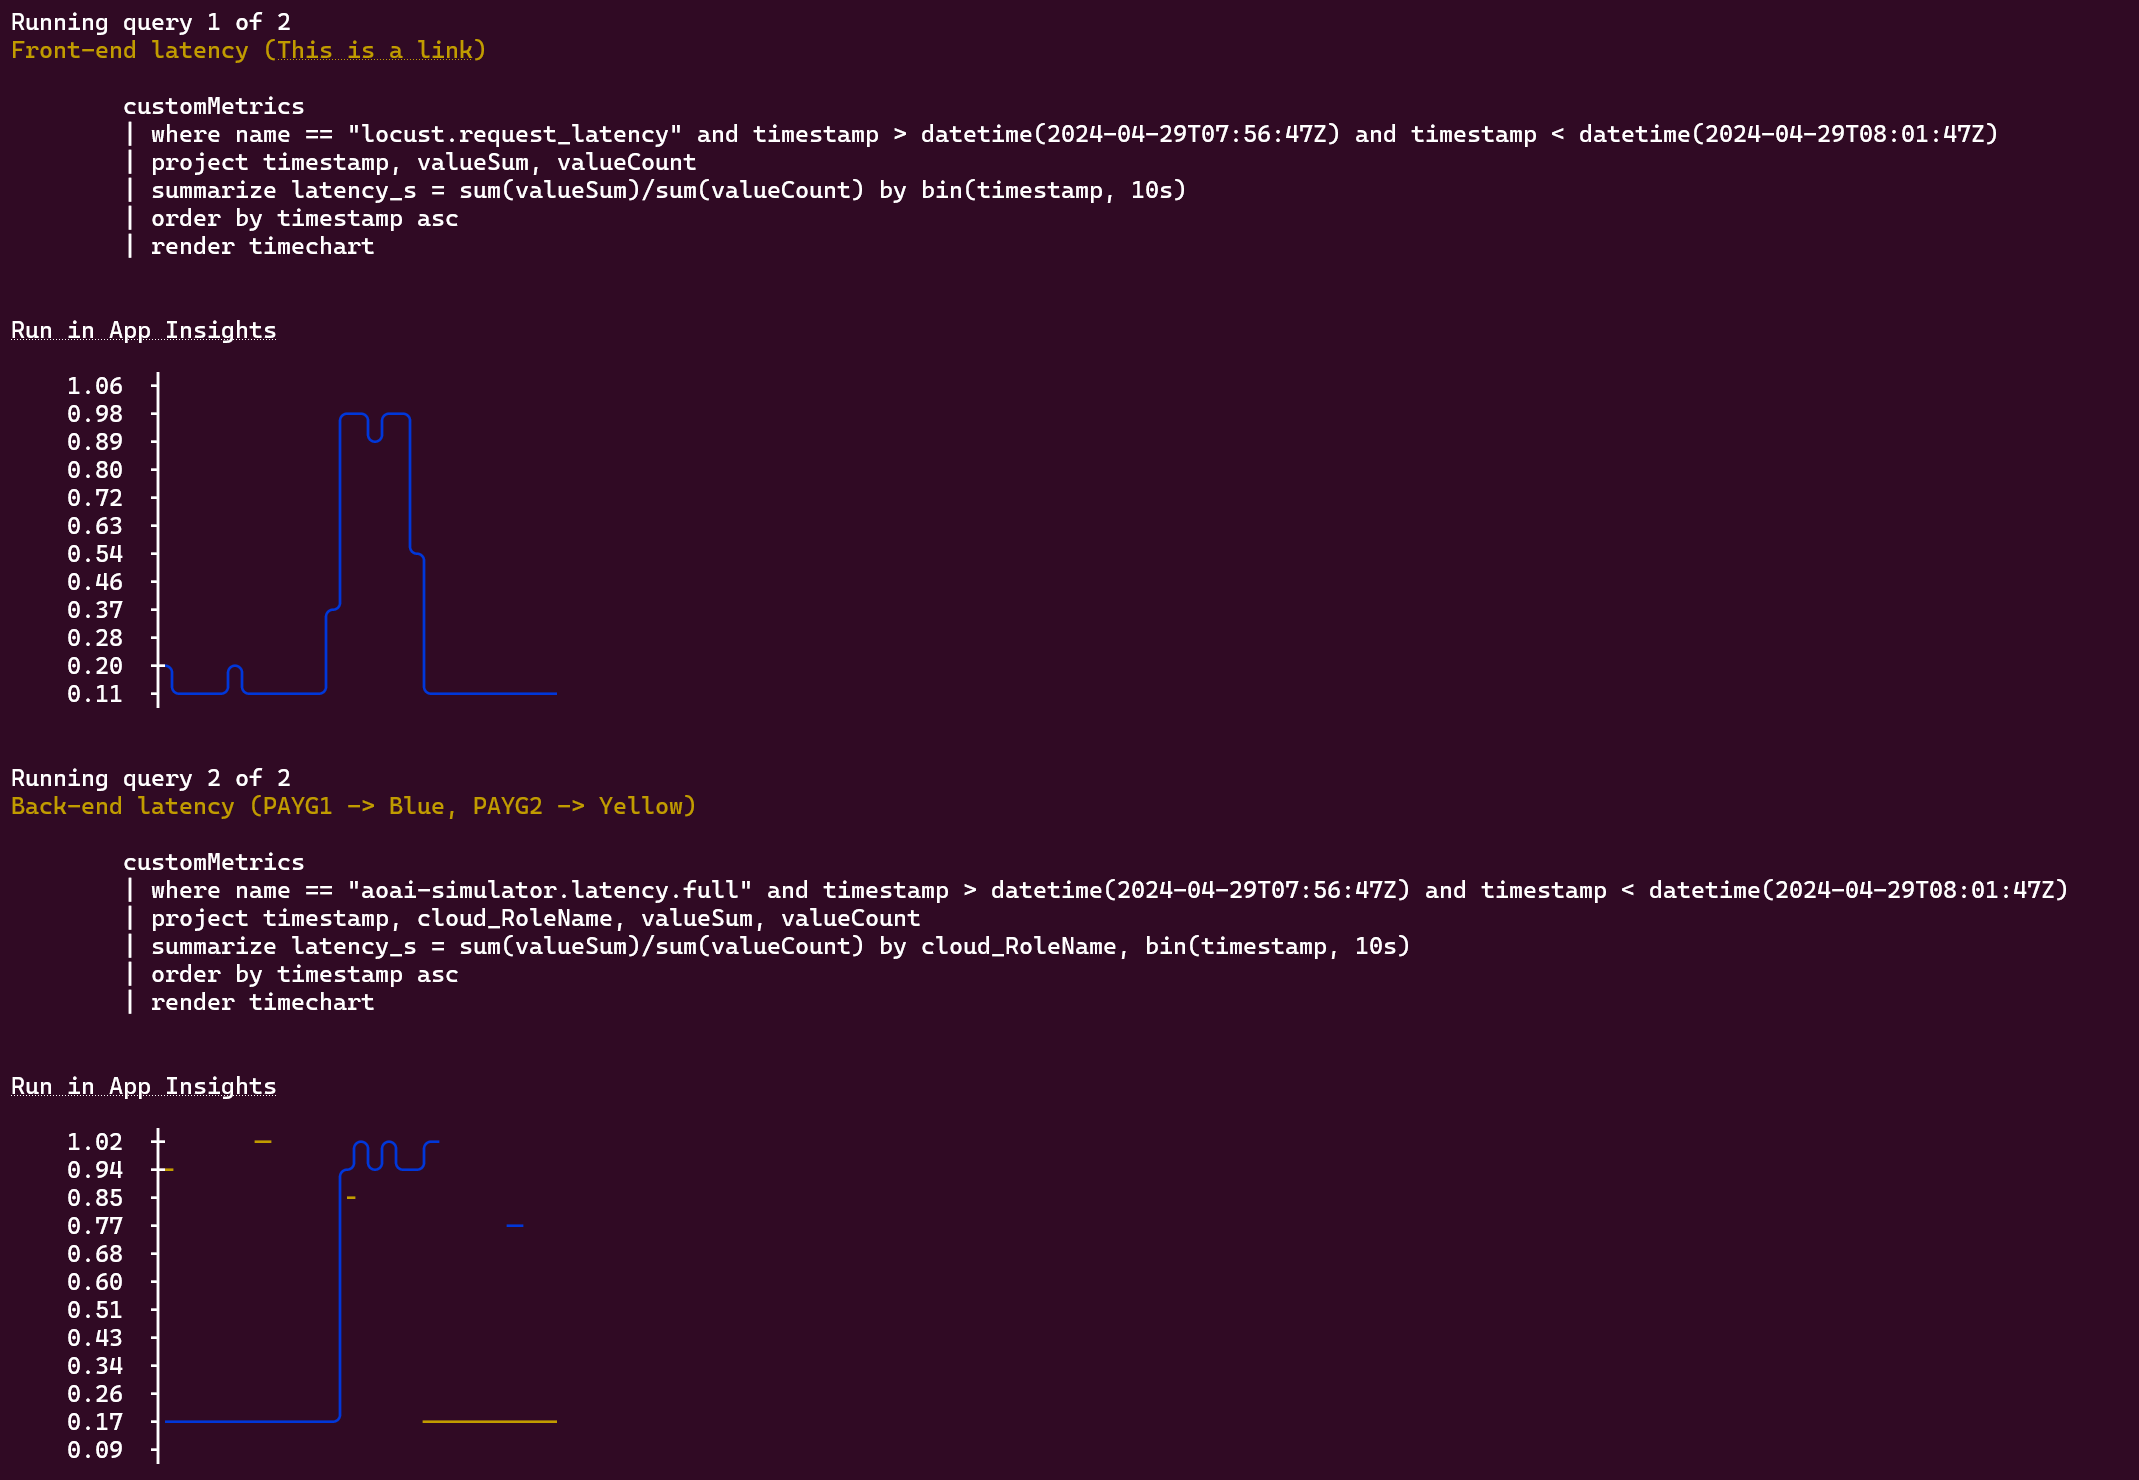 Running query 1 of 2
Front-end latency (This is a link)
customMetrics
| where name == "locust.request_latency" and timestamp > datetime(2024-04-29T07:56:47Z) and timestamp < datetime(2024-04-29T08:01:47Z)
| project timestamp, valueSum, valueCount
| summarize latency_s = sum(valueSum)/sum(valueCount) by bin(timestamp, 10s)
| order by timestamp asc
| render timechart
Run in App Insights
1.06
0.98
0.89
0.80
0.72
0.63
0.54
0.46
0.37
0.28
0.20
0.11
Running query 2 of 2
Back-end latency (PAYG1 -> Blue, PAYG2 -> Yellow)
customMetrics
| where name == "aoai-simulator.latency.full" and timestamp > datetime(2024-04-29T07:56:47Z) and timestamp < datetime(2024-04-29T08:01:47Z)
| project timestamp, cloud_RoleName, valueSum, valueCount
| summarize latency_s = sum(valueSum)/sum(valueCount) by cloud_RoleName, bin(timestamp, 10s)
| order by timestamp asc
| render timechart
Run in App Insights
1.02
0.94
0.85
0.77
0.68
0.60
0.51
0.43
0.34
0.26
0.17
0.09